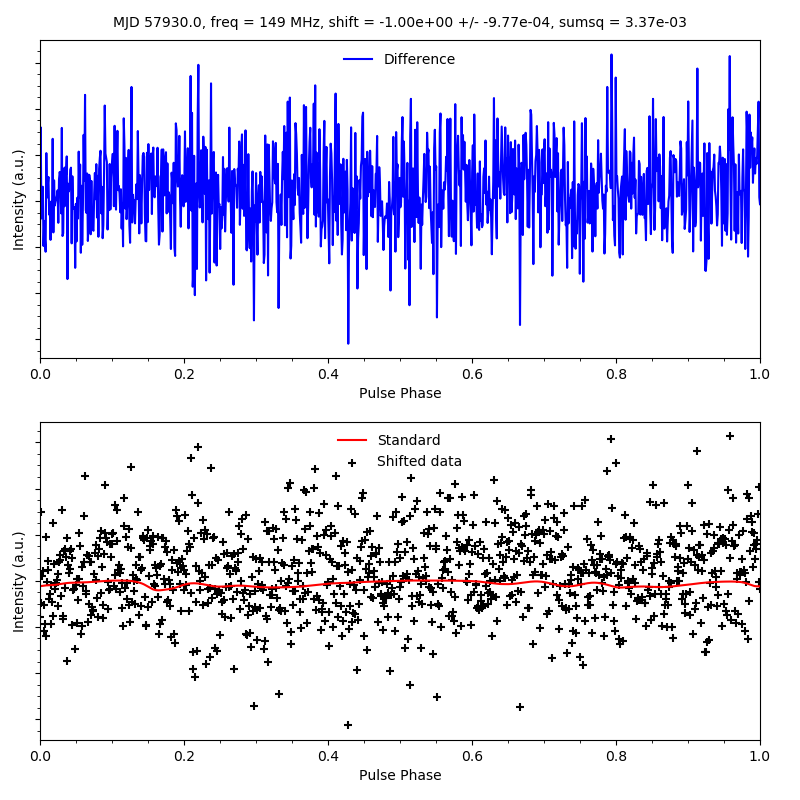 MJD 57930.0, freq = 149 MHz, shift = -1.00e+00 +/- -9.77e-04, sumsq = 3.37e-03
Difference
Intensity (a.u.)
0.0 0.2 0.4 0.6 0.8 1.0
Pulse Phase
Standard
Shifted data
Intensity (a.u.)
0.0 0.2 0.4 0.6 0.8 1.0
Pulse Phase